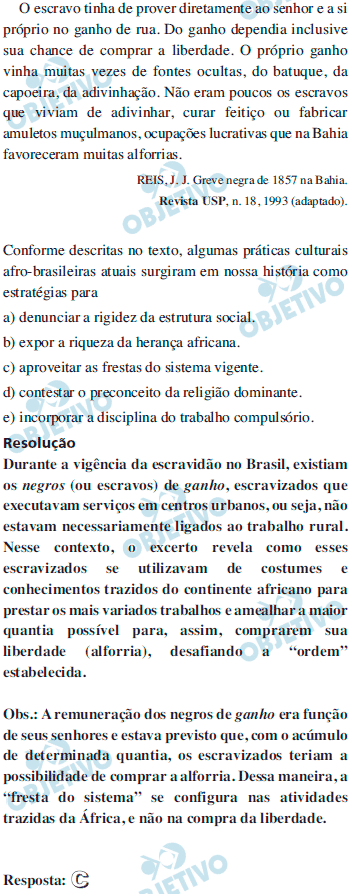 O escravo tinha de prover diretamente ao senhor e a si
próprio no ganho de rua. Do ganho dependia inclusive
sua chance de comprar a liberdade. O próprio ganho
vinha muitas vezes de fontes ocultas, do batuque, da
capoeira, da adivinhação. Não eram poucos os escravos
que viviam de adivinhar, curar feitiço ou fabricar
amuletos muçulmanos, ocupações lucrativas que na Bahia
favoreceram muitas alforrias.
REIS, J. J. Greve negra de 1857 na Bahia.
Revista USP, n. 18, 1993 (adaptado).
Conforme descritas no texto, algumas práticas culturais
afro-brasileiras atuais surgiram em nossa história como
estratégias para
a) denunciar a rigidez da estrutura social.
b) expor a riqueza da herança africana.
c) aproveitar as frestas do sistema vigente.
d) contestar o preconceito da religião dominante.
e) incorporar a disciplina do trabalho compulsório.
Resolução
Durante a vigência da escravidão no Brasil, existiam
os negros (ou escravos) de ganho, escravizados que
executavam serviços em centros urbanos, ou seja, não
estavam necessariamente ligados ao trabalho rural.
Nesse contexto, o excerto revela como esses
escravizados se utilizavam de costumes e
conhecimentos trazidos do continente africano para
prestar os mais variados trabalhos e amealhar a maior
quantia possível para, assim, comprarem sua
liberdade (alforria), desafiando a “ordem”
estabelecida.
Obs.: A remuneração dos negros de ganho era função
de seus senhores e estava previsto que, com o acúmulo
de determinada quantia, os escravizados teriam a
possibilidade de comprar a alforria. Dessa maneira, a
“fresta do sistema” se configura nas atividades
trazidas da África, e não na compra da liberdade.
Resposta: C
OBJETIVO
OBJETIVO
OBJETIVO
OBJETIVO
OBJETIVO
OBJETIVO
OBJETIVO
OBJETIVO
OBJETIVO